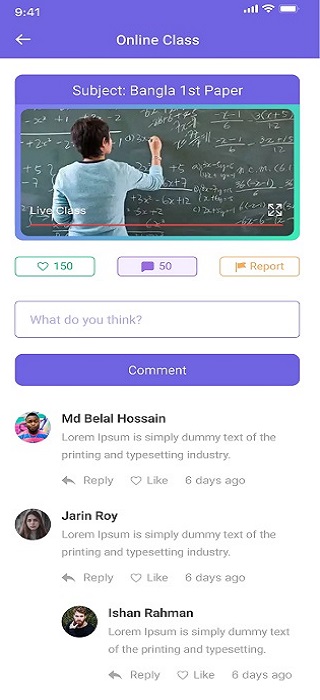 9:41
Online Class
Subject: Bangla 1st Paper
Live Class
150
50
Report
What do you think?
Comment
Md Belal Hossain
Lorem Ipsum is simply dummy text of the
printing and typesetting industry.
Reply
Like
6 days ago
Jarin Roy
Lorem Ipsum is simply dummy text of the
printing and typesetting industry.
Reply
Like
6 days ago
Ishan Rahman
Lorem Ipsum is simply dummy text
of the printing and typesetting
industry.
Reply
Like
6 days ago